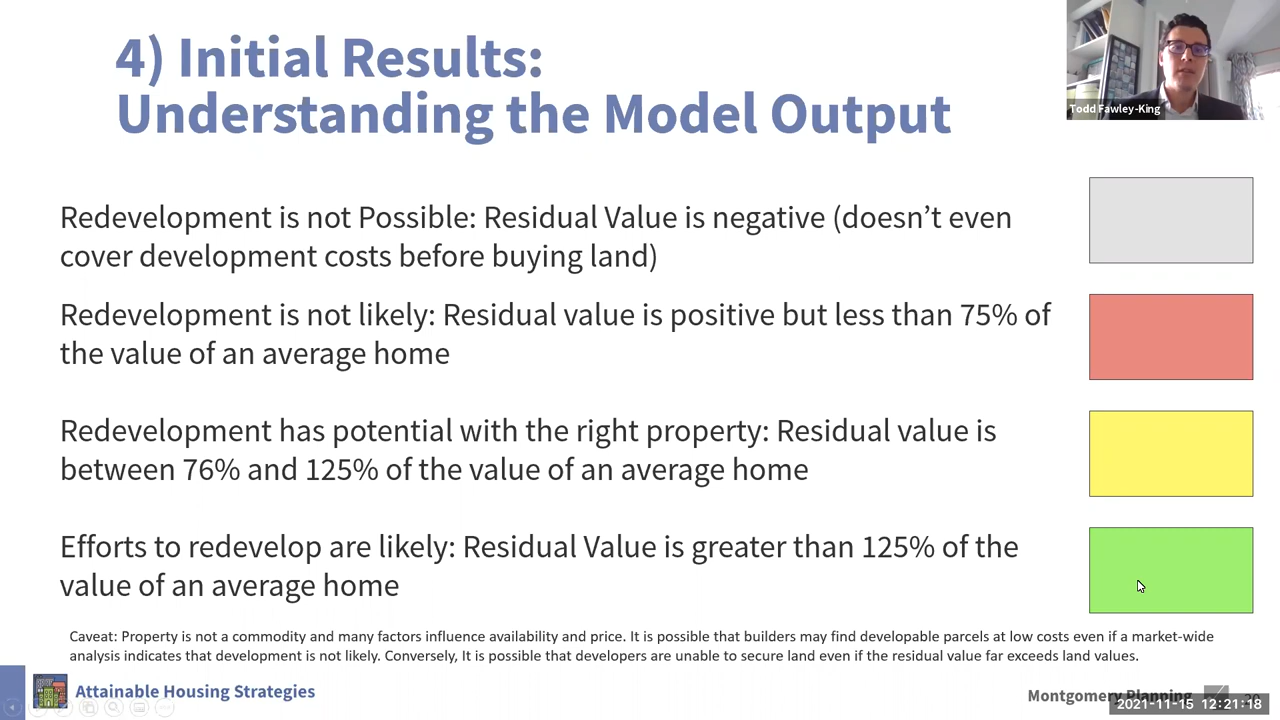 4) Initial Results:
Understanding the Model Output
Todd Fawley-King
Redevelopment is not Possible: Residual Value is negative (doesn’t even
cover development costs before buying land)
Redevelopment is not likely: Residual value is positive but less than 75% of
the value of an average home
Redevelopment has potential with the right property: Residual value is
between 76% and 125% of the value of an average home
Efforts to redevelop are likely: Residual Value is greater than 125% of the
value of an average home
Caveat: Property is not a commodity and many factors influence availability and price. It is possible that builders may find developable parcels at low costs even if a market-wide
analysis indicates that development is not likely. Conversely, It is possible that developers are unable to secure land even if the residual value far exceeds land values.
Attainable Housing Strategies
Montgomery Planning
2021-11-15 12:21:18